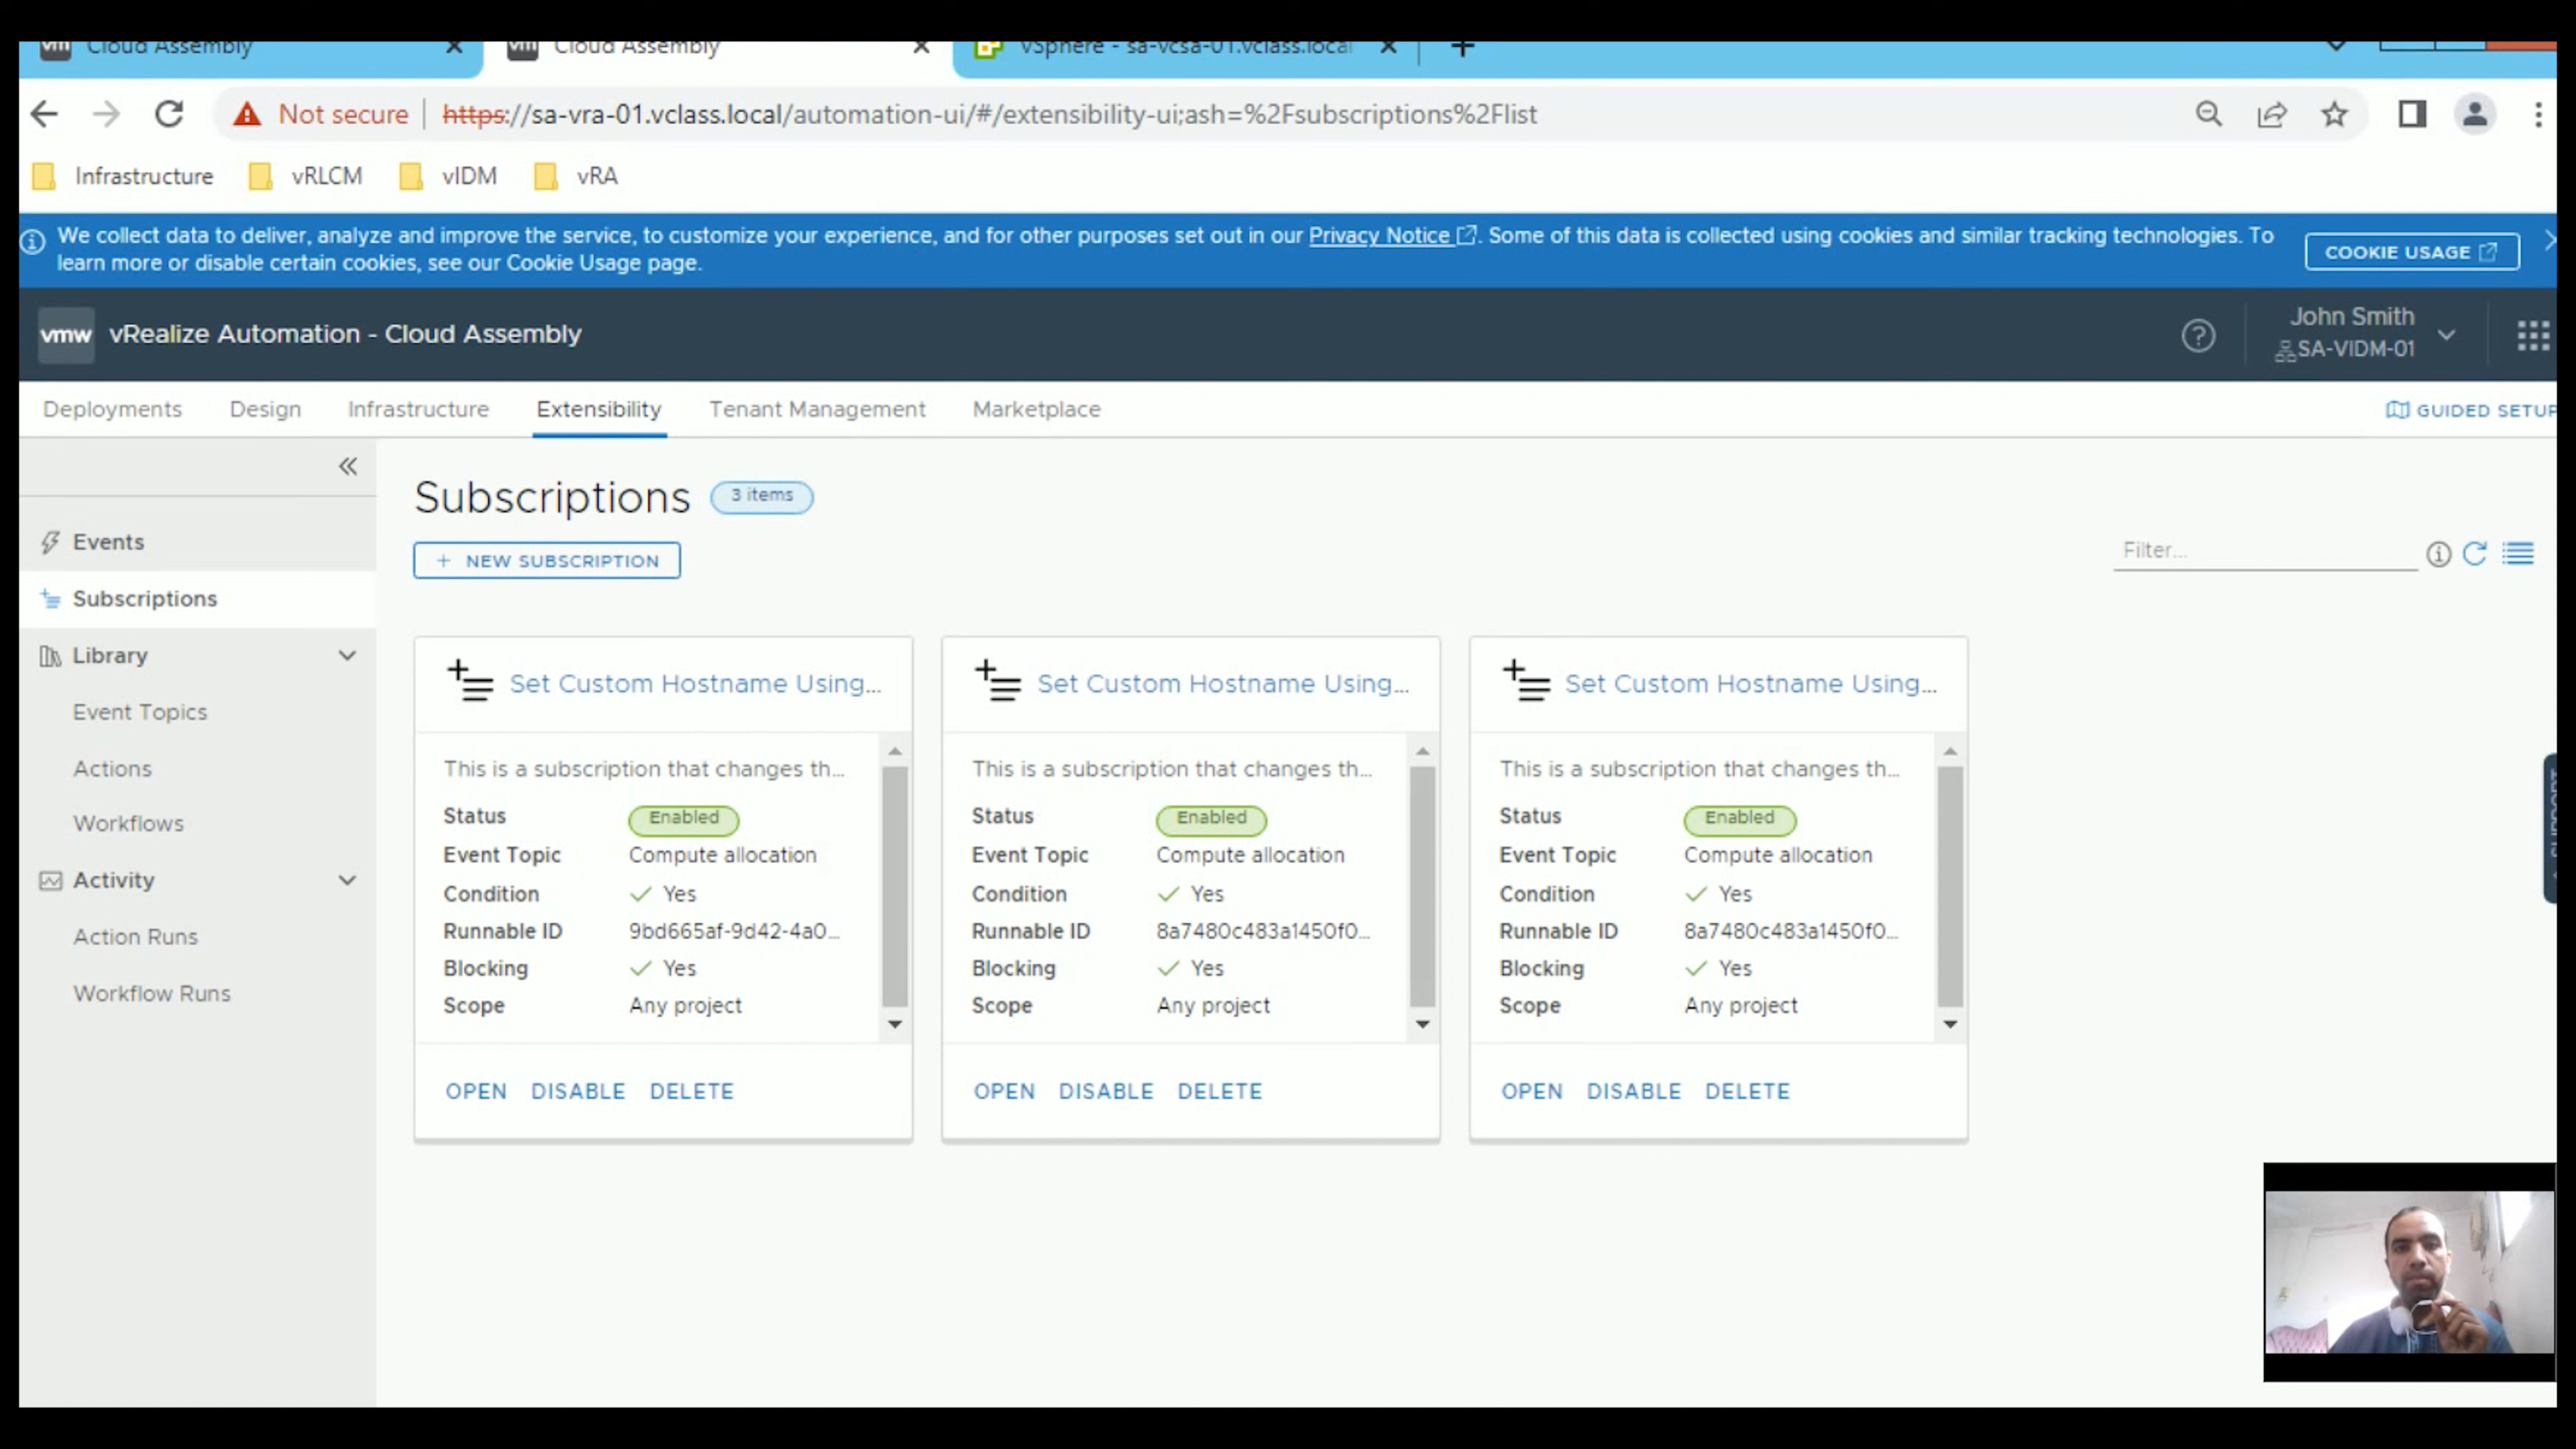 Cloud Assembly
Cloud Assembly
vSphere - sa-vcsa-01.vclass.local
Not secure
https://sa-vra-01.vclass.local/automation-ui/#/extensibility-ui;ash=%2Fsubscriptions%2Flist
Infrastructure
vRLCM
vIDM
vRA
We collect data to deliver, analyze and improve the service, to customize your experience, and for other purposes set out in our Privacy Notice. Some of this data is collected using cookies and similar tracking technologies. To
learn more or disable certain cookies, see our Cookie Usage page.
COOKIE USAGE
vmw
vRealize Automation - Cloud Assembly
John Smith
SA-VIDM-01
Deployments
Design
Infrastructure
Extensibility
Tenant Management
Marketplace
GUIDED SETUP
Events
Subscriptions
Library
Event Topics
Actions
Workflows
Activity
Action Runs
Workflow Runs
Subscriptions
3 items
+ NEW SUBSCRIPTION
Filter...
Set Custom Hostname Using...
This is a subscription that changes th...
Status Enabled
Event Topic Compute allocation
Condition Yes
Runnable ID 9bd665af-9d42-4a0...
Blocking Yes
Scope Any project
OPEN DISABLE DELETE
Set Custom Hostname Using...
This is a subscription that changes th...
Status Enabled
Event Topic Compute allocation
Condition Yes
Runnable ID 8a7480c483a1450f0...
Blocking Yes
Scope Any project
OPEN DISABLE DELETE
Set Custom Hostname Using...
This is a subscription that changes th...
Status Enabled
Event Topic Compute allocation
Condition Yes
Runnable ID 8a7480c483a1450f0...
Blocking Yes
Scope Any project
OPEN DISABLE DELETE